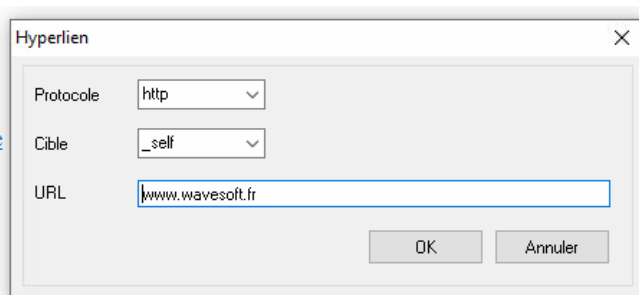 Hyperlien
Protocole http
Cible _self
URL www.wavesoft.fr
OK Annuler